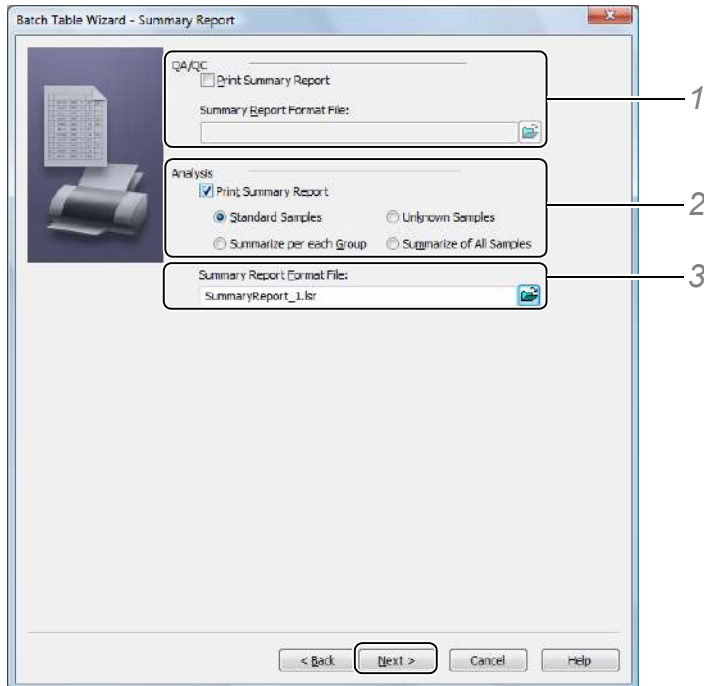 Batch Table Wizard - Summary Report
QA/QC
Print Summary Report
Summary Report Format File:
1
Analysis
Print Summary Report
Standard Samples Unknown Samples
Summarize per each Group Summarize of All Samples
2
Summary Report Format File:
SummaryReport_1.lsr
3
< Back Next > Cancel Help